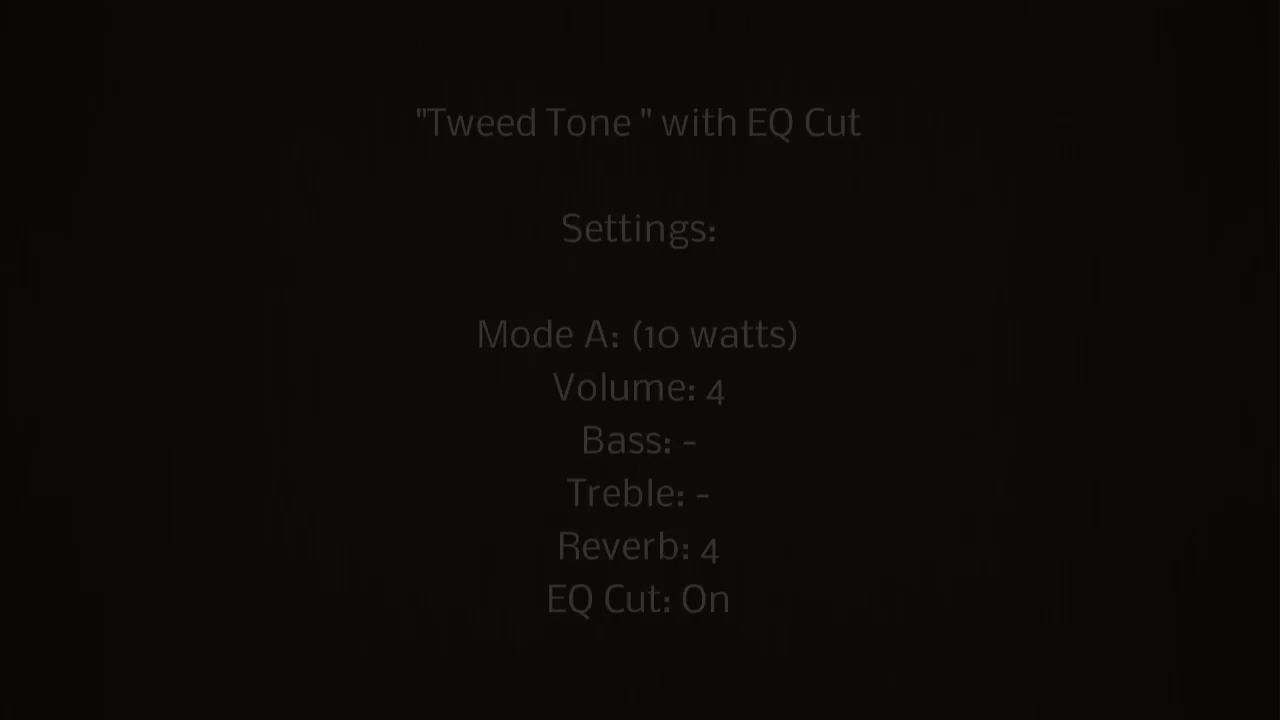 "Tweed Tone " with EQ Cut
Settings:
Mode A: (10 watts)
Volume: 4
Bass: -
Treble: -
Reverb: 4
EQ Cut: On